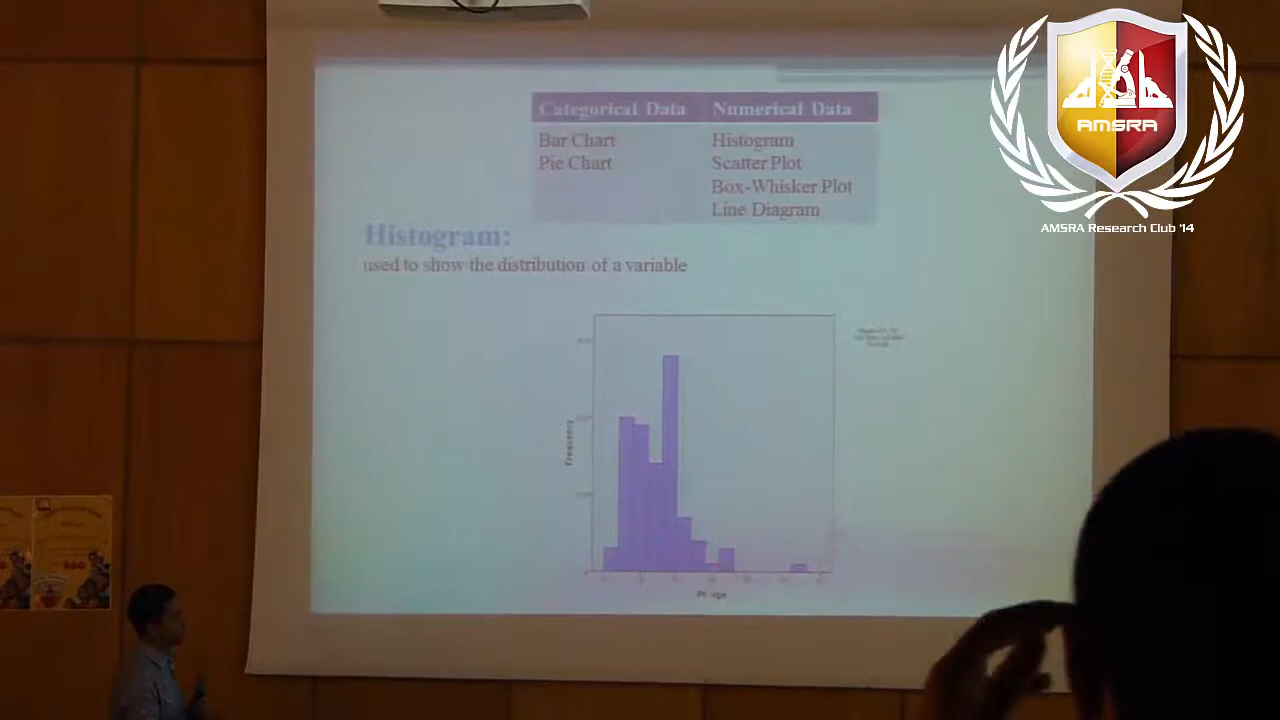 Categorical Data Numerical Data
Bar Chart Histogram
Pie Chart Scatter Plot
Box-Whisker Plot
Line Diagram
Histogram:
used to show the distribution of a variable
Frequency
AMSRA
AMSRA Research Club '14